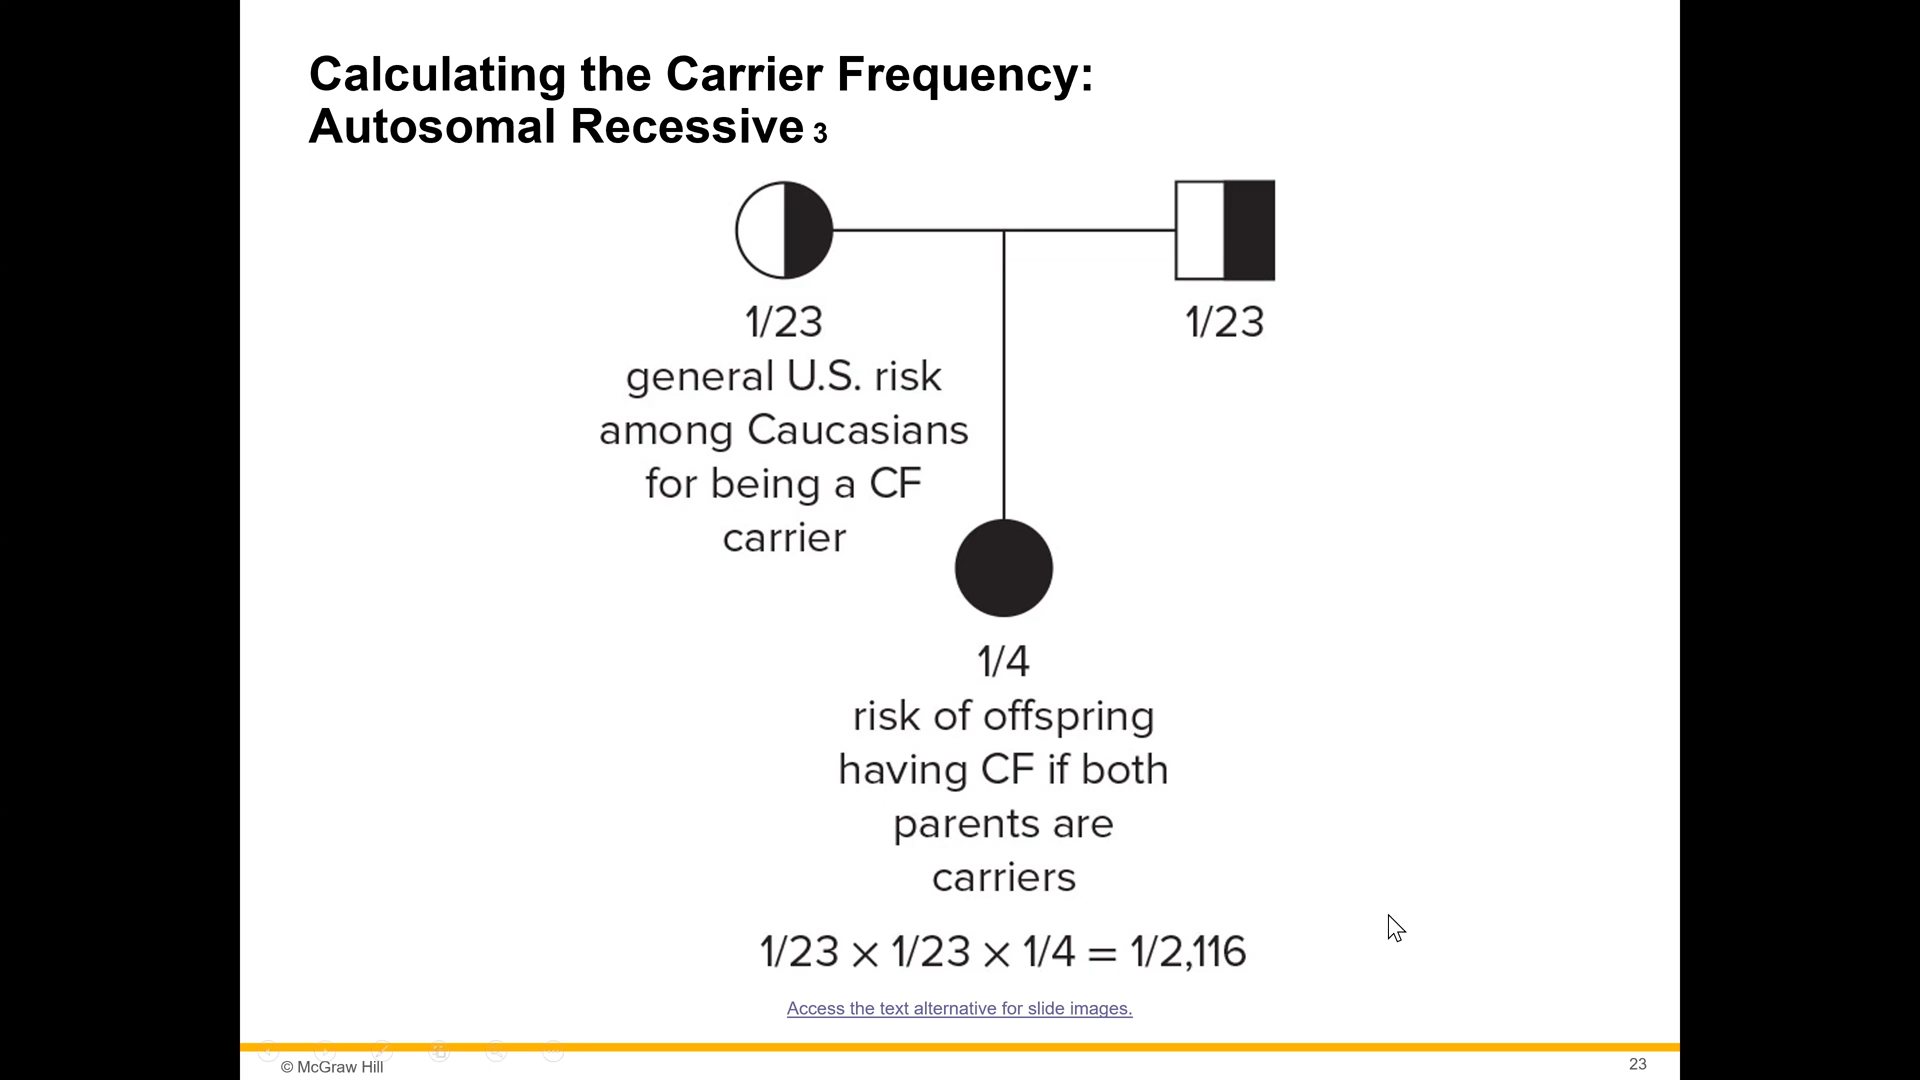 Calculating the Carrier Frequency:
Autosomal Recessive 3
1/23
general U.S. risk
among Caucasians
for being a CF
carrier
1/23
1/4
risk of offspring
having CF if both
parents are
carriers
1/23 × 1/23 × 1/4 = 1/2,116
Access the text alternative for slide images.
© McGraw Hill
23